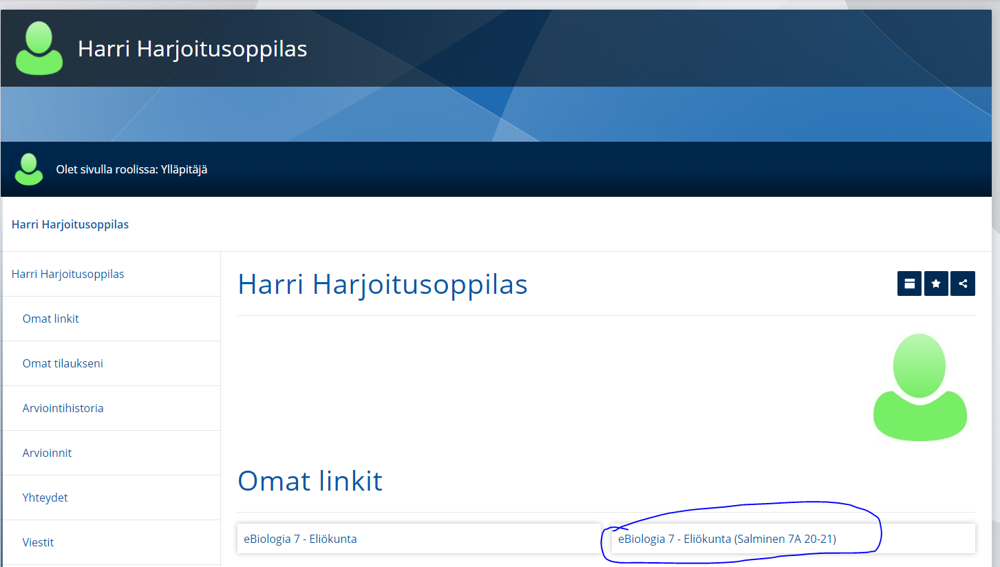 Harri Harjoitusoppilas
Olet sivulla roolissa: Ylläpitäjä
Harri Harjoitusoppilas
Harri Harjoitusoppilas
Omat linkit
Omat tilaukseni
Arviointihistoria
Arvioinnit
Yhteydet
Viestit
Harri Harjoitusoppilas
Omat linkit
eBiologia 7 - Eliökunta
eBiologia 7 - Eliökunta (Salminen 7A 20-21)